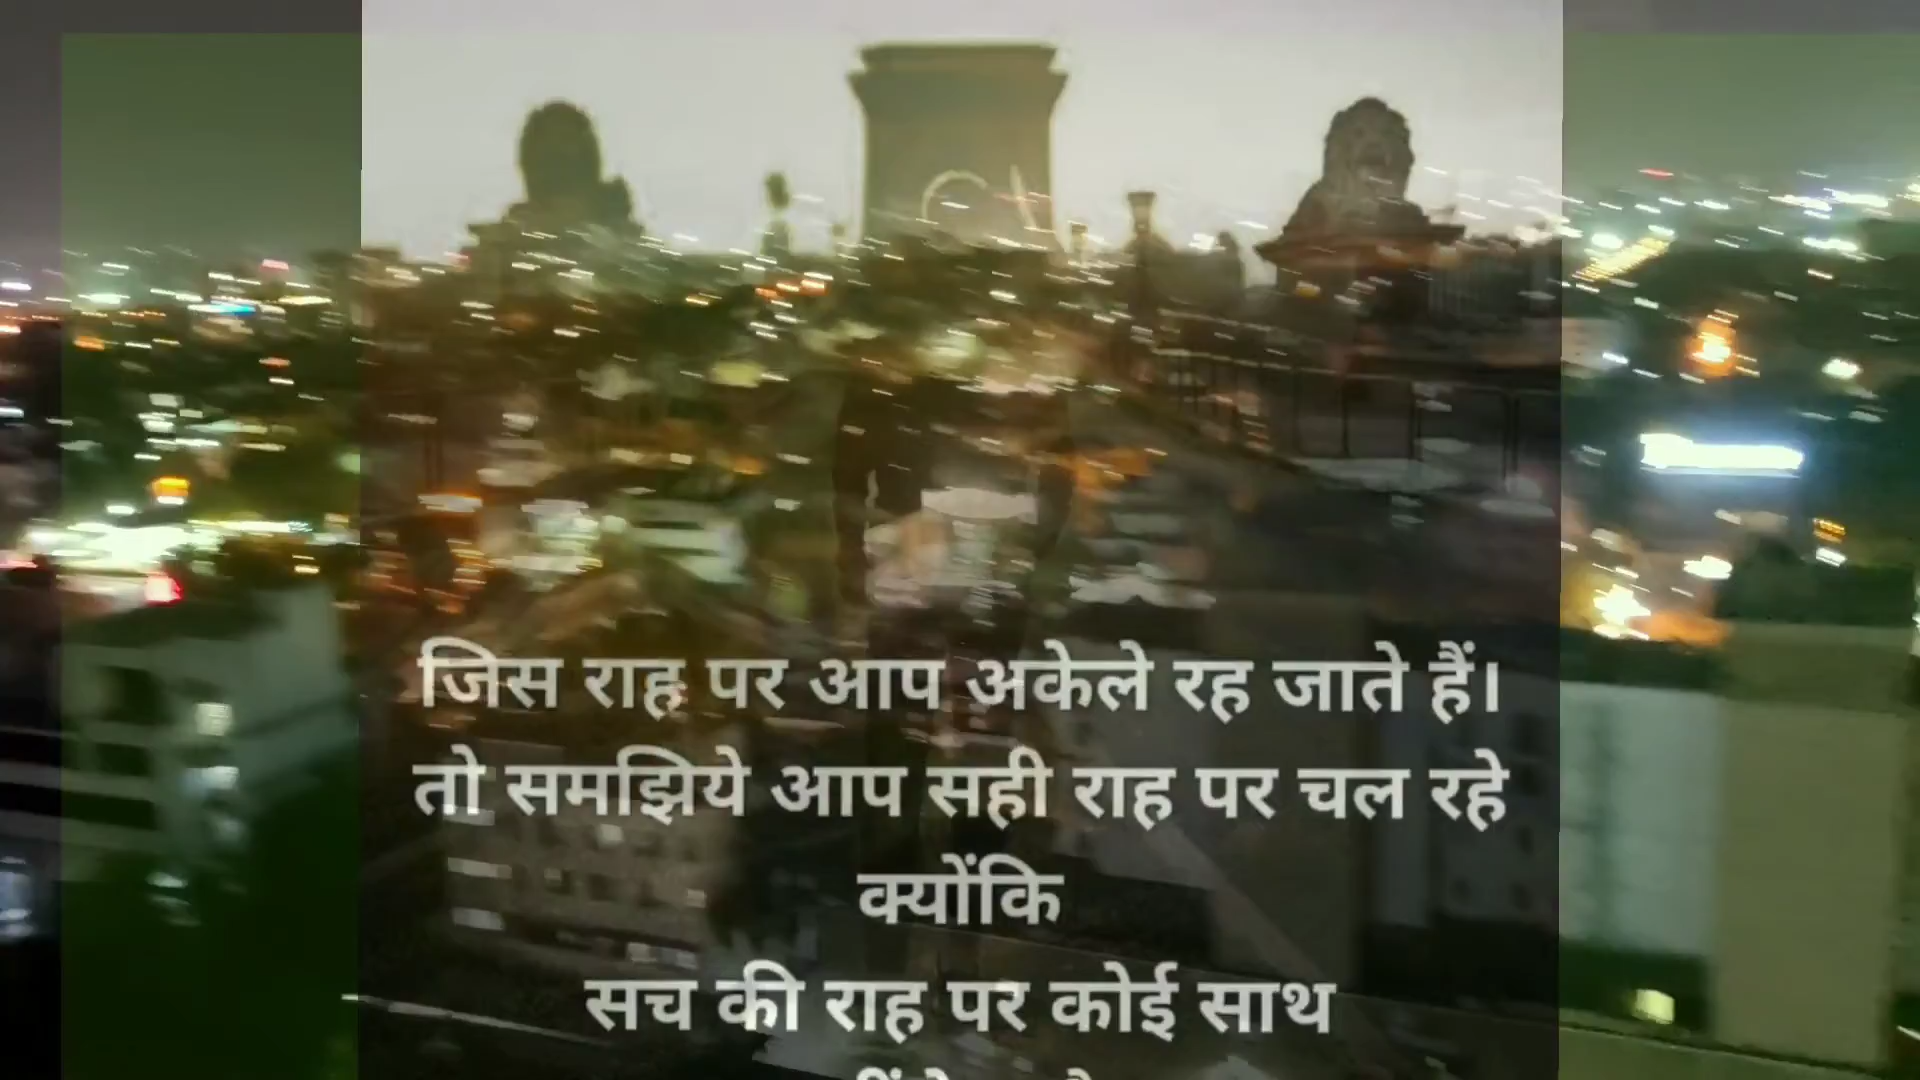 जिस राह पर आप अकेले रह जाते हैं।
तो समझिये आप सही राह पर चल रहे
क्योंकि
सच की राह पर कोई साथ